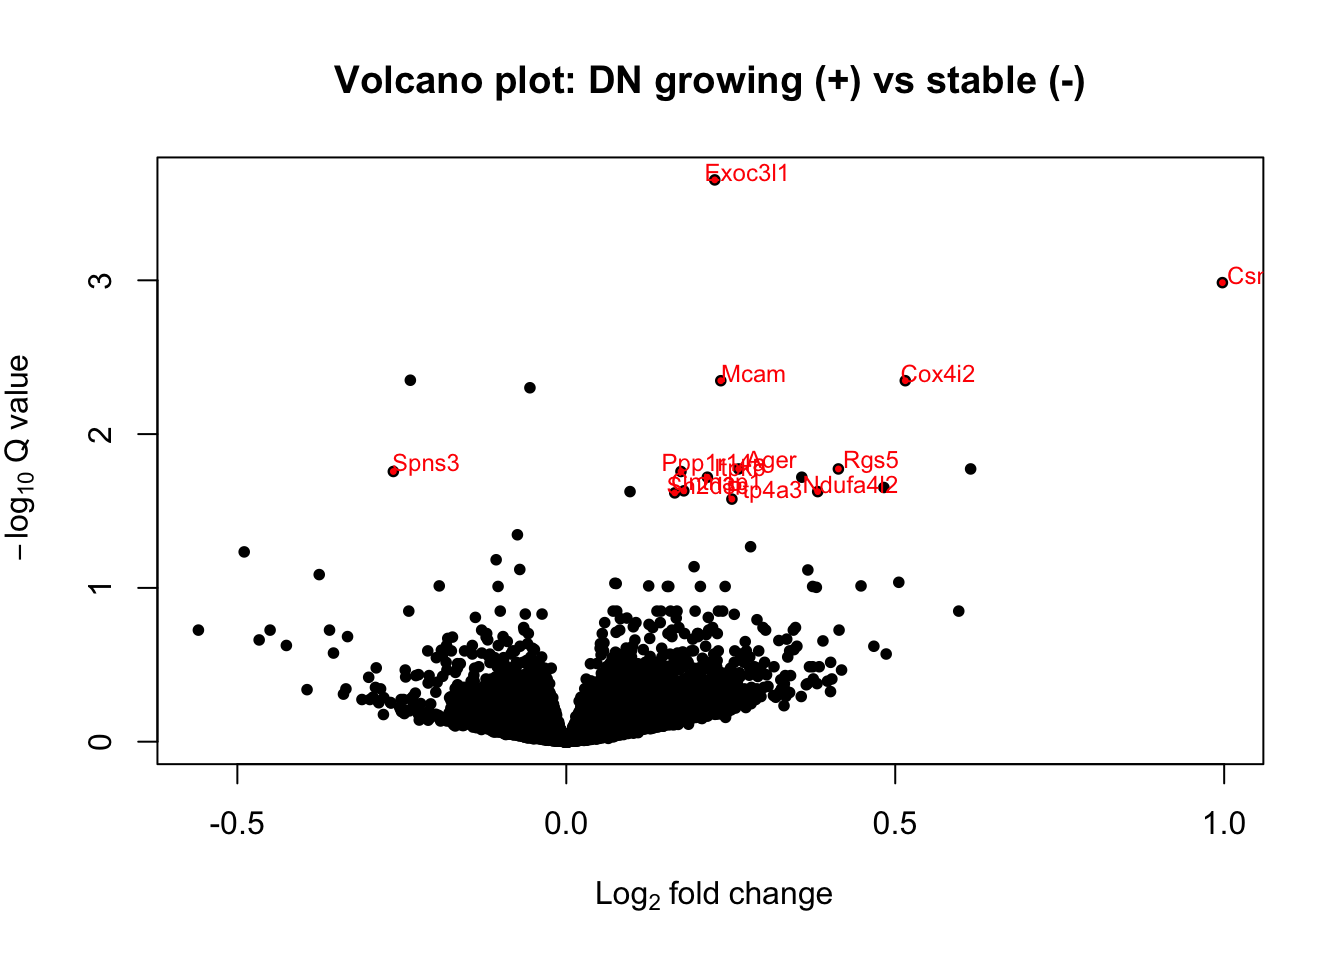 Volcano plot: DN growing (+) vs stable (-)
Exoc3l1
3
Csr
Mcam
Cox4i2
2
Spns3
Ager
Rgs5
Ndufa4l2
−log10 Q value
1
0
-0.5 0.0 0.5 1.0
Log2 fold change